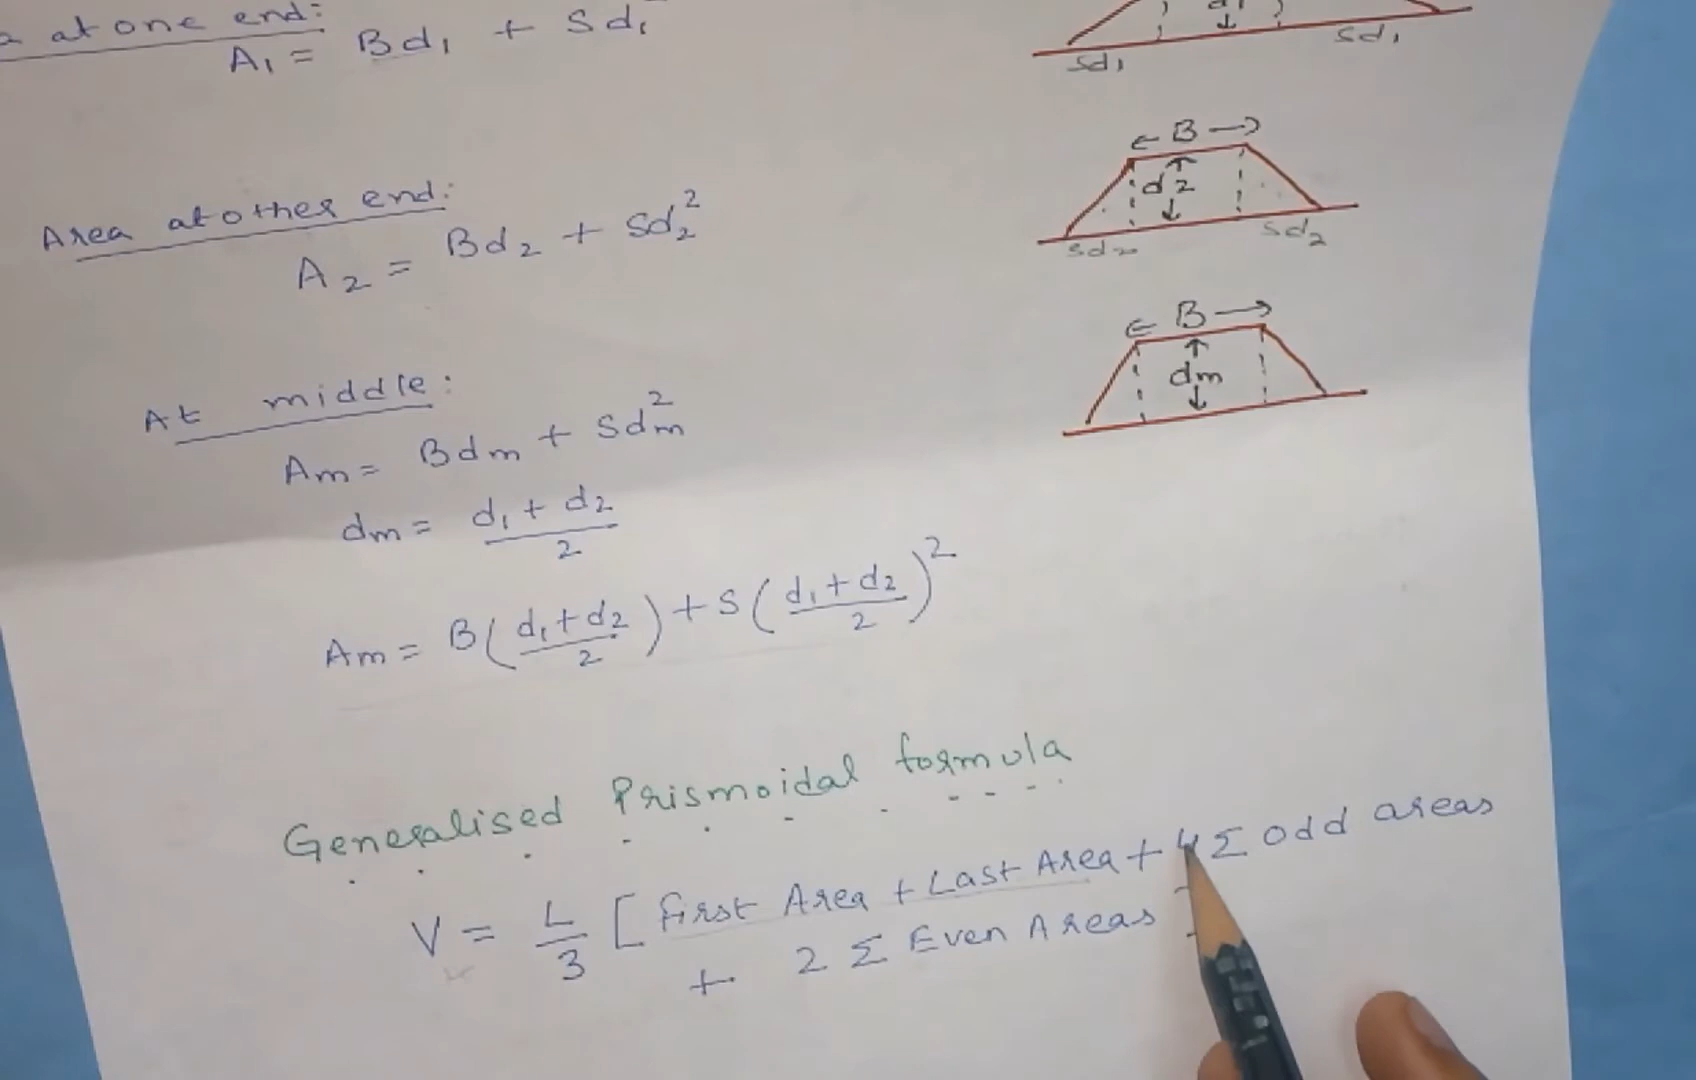 at one end:
A₁ = Bd₁ + Sd₁
sd₁
sd₁
Area at other end:
A₂ = Bd₂ + Sd₂²
← B →
d₂
sd₂
sd₂
At middle:
Am = Bdm + Sdm²
← B →
dm
dm = d₁ + d₂ / 2
Am = B(d₁+d₂ / 2) + S(d₁+d₂ / 2)²
Generalised Prismoidal formula
V = L/3 [First Area + Last Area + 4 Σ odd areas
+ 2 Σ Even Areas